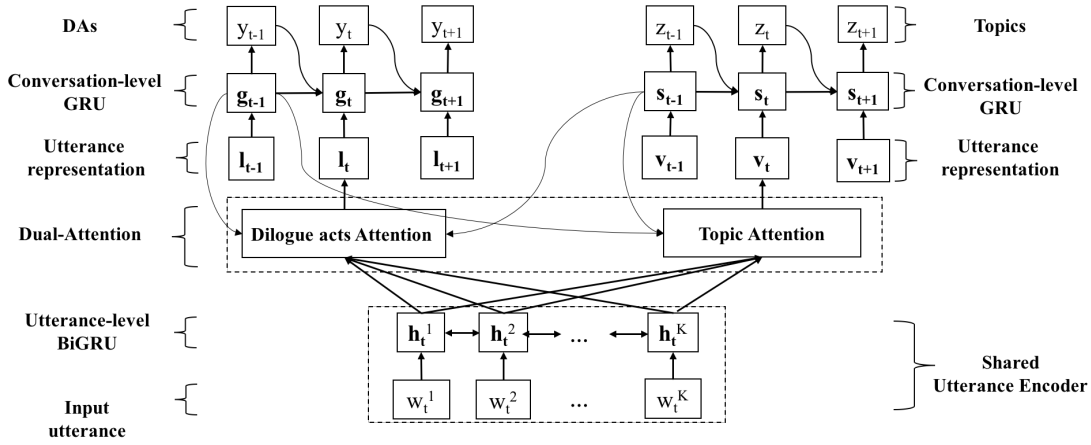 DAs
y_{t-1} y_t y_{t+1}
z_{t-1} z_t z_{t+1}
Topics
Conversation-level
GRU
g_{t-1} g_t g_{t+1}
s_{t-1} s_t s_{t+1}
Conversation-level
GRU
Utterance
representation
l_{t-1} l_t l_{t+1}
v_{t-1} v_t v_{t+1}
Utterance
representation
Dual-Attention
Dilogue acts Attention
Topic Attention
Utterance-level
BiGRU
h_t^1 h_t^2 ... h_t^K
Shared
Utterance Encoder
Input
utterance
w_t^1 w_t^2 ... w_t^K